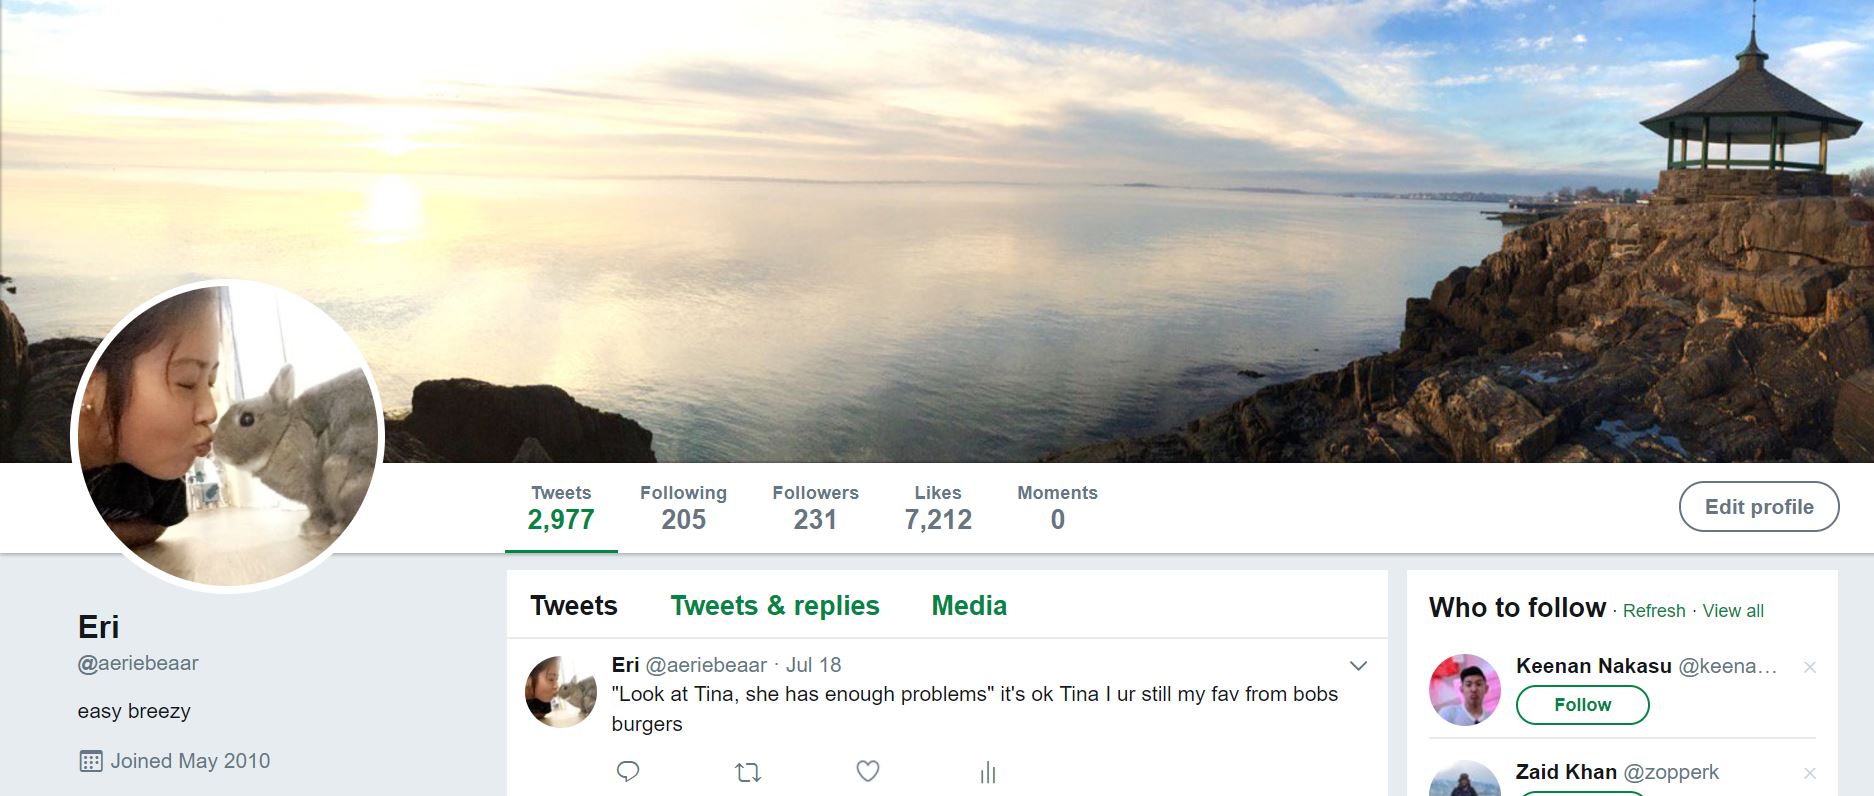 Tweets
2,977
Following
205
Followers
231
Likes
7,212
Moments
0
Edit profile
Eri
@aeriebeaar
easy breezy
Joined May 2010
Tweets
Tweets & replies
Media
Eri @aeriebeaar · Jul 18
"Look at Tina, she has enough problems" it's ok Tina I ur still my fav from bobs
burgers
Who to follow · Refresh · View all
Keenan Nakasu @keena…
Follow
Zaid Khan @zopperk